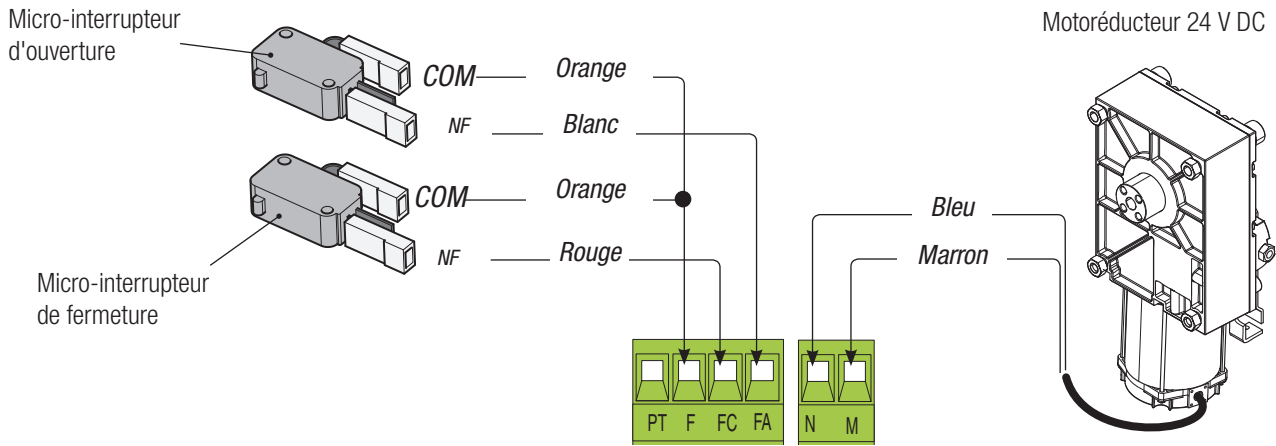 Micro-interrupteur
d'ouverture
Motoréducteur 24 V DC
COM Orange
NF Blanc
COM Orange
NF Rouge
Bleu
Marron
Micro-interrupteur
de fermeture
PT F FC FA N M